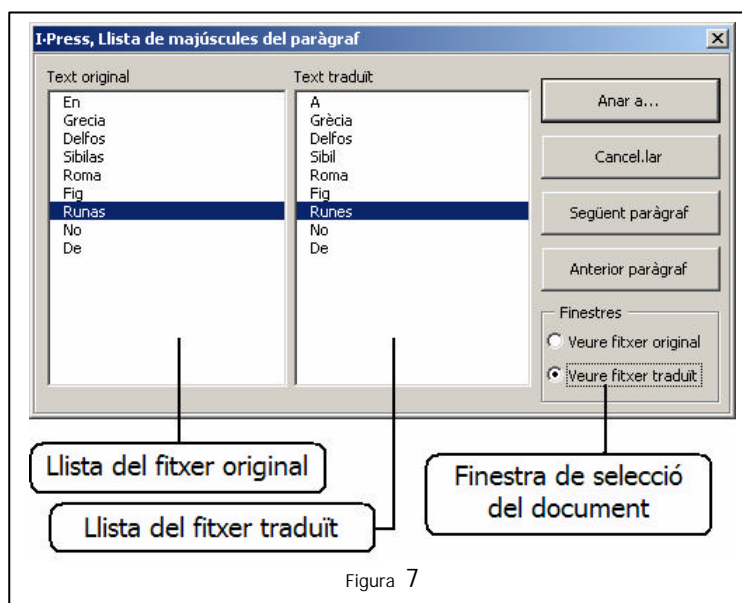 I·Press, Llista de majúscules del paràgraf
Text original
En
Grecia
Delfos
Sibilas
Roma
Fig
Runas
No
De
Text traduït
A
Grècia
Delfos
Sibil
Roma
Fig
Runes
No
De
Anar a...
Cancel.lar
Següent paràgraf
Anterior paràgraf
Finestres
Veure fitxer original
Veure fitxer traduït
Llista del fitxer original
Llista del fitxer traduït
Finestra de selecció
del document
Figura 7